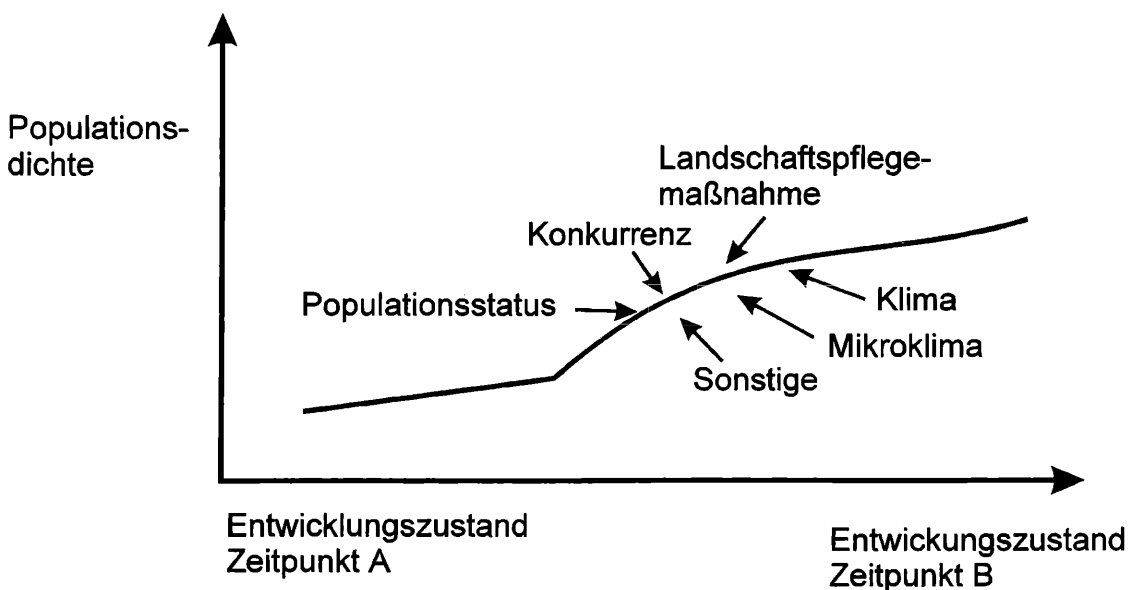 Populations-
dichte
Landschaftspflege-
maßnahme
Konkurrenz
Populationsstatus
Klima
Mikroklima
Sonstige
Entwicklungszustand
Zeitpunkt A
Entwickungszustand
Zeitpunkt B